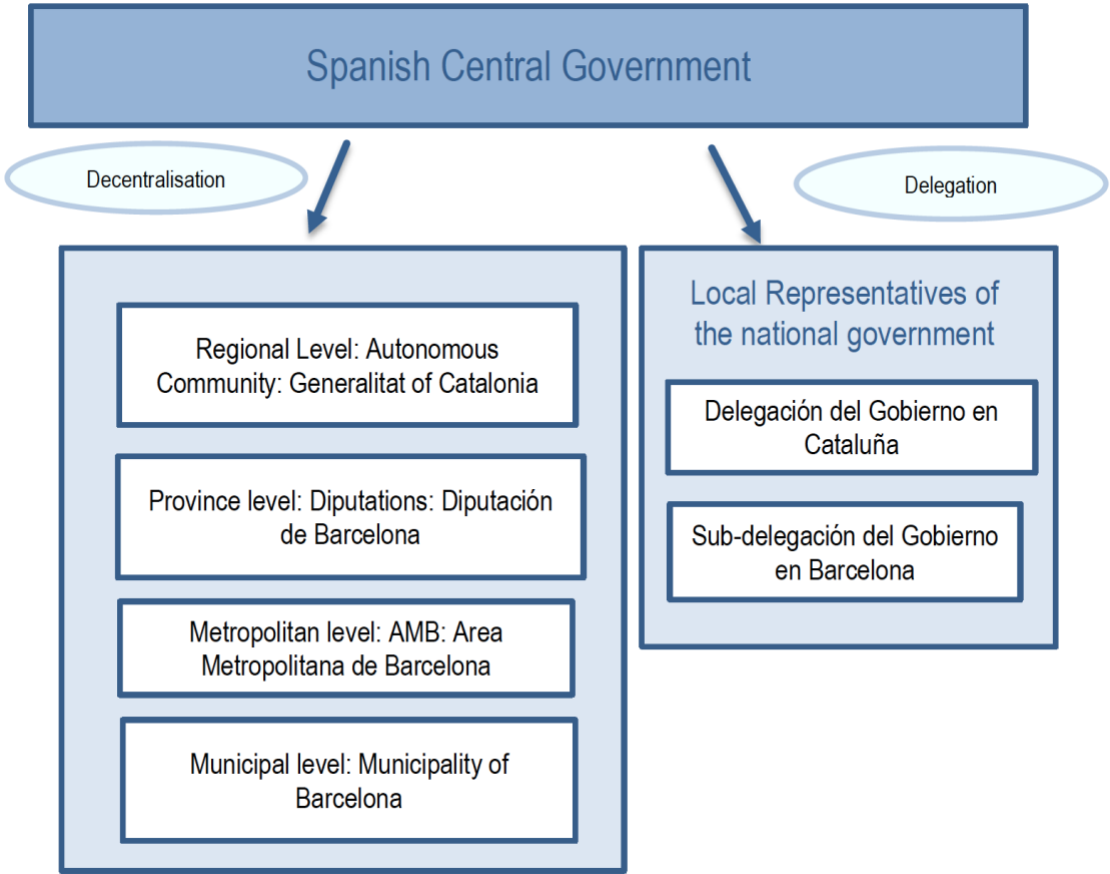 Spanish Central Government
Decentralisation
Delegation
Regional Level: Autonomous
Community: Generalitat of Catalonia
Province level: Diputations: Diputación
de Barcelona
Metropolitan level: AMB: Area
Metropolitana de Barcelona
Municipal level: Municipality of
Barcelona
Local Representatives of
the national government
Delegación del Gobierno en
Cataluña
Sub-delegación del Gobierno
en Barcelona